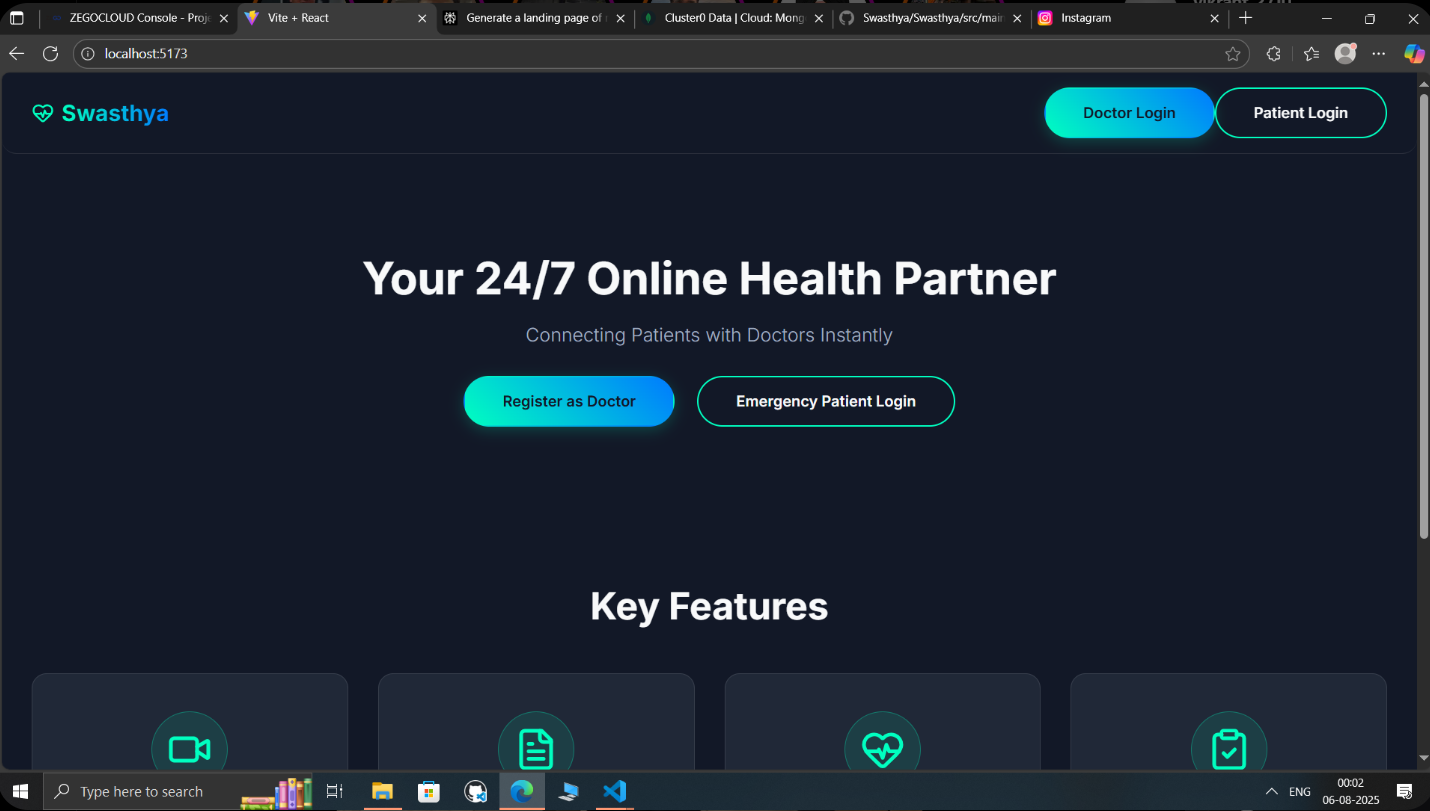 ZEGOCLOUD Console - Proje
Vite + React
Generate a landing page of
Cluster0 Data | Cloud: Mong
Swasthya/Swasthya/src/main
Instagram
localhost:5173
Swasthya
Doctor Login
Patient Login
Your 24/7 Online Health Partner
Connecting Patients with Doctors Instantly
Register as Doctor
Emergency Patient Login
Key Features
Type here to search
ENG
00:02
06-08-2025